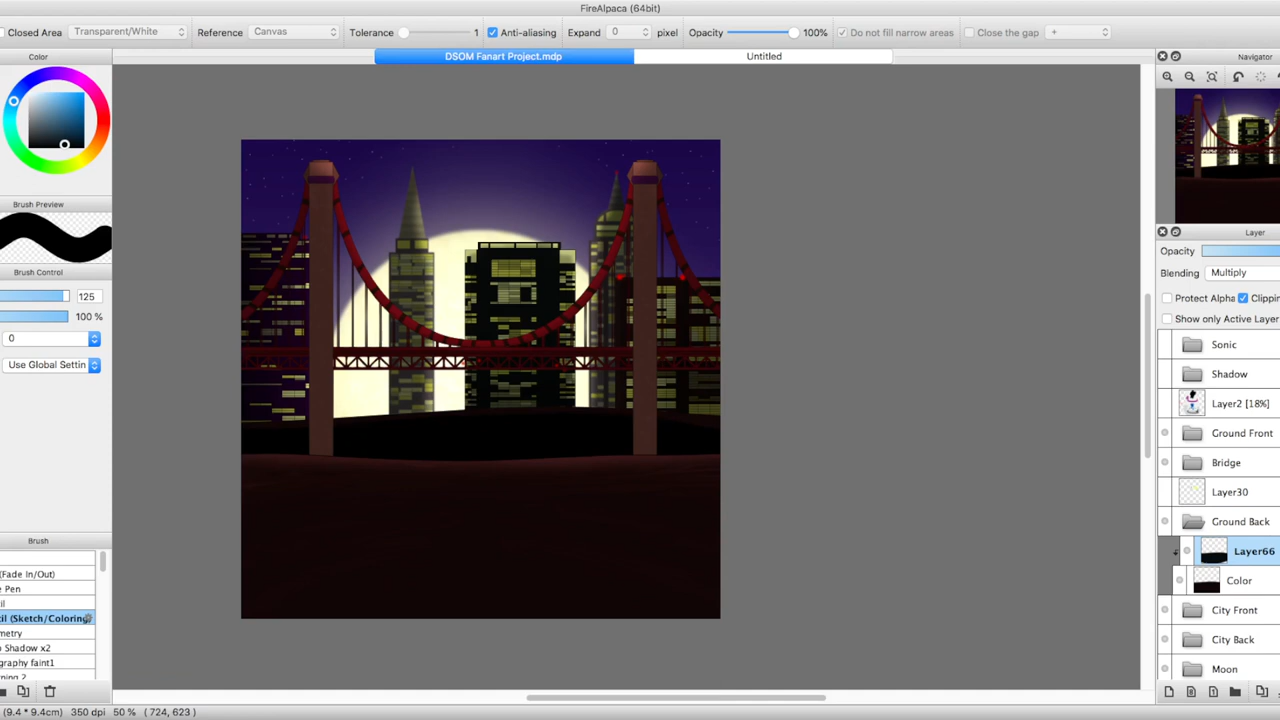 FireAlpaca (64bit)
Closed Area Transparent/White Reference Canvas Tolerance 1 Anti-aliasing Expand 0 pixel Opacity 100% Do not fill narrow areas Close the gap +
Color
DSOM Fanart Project.mdp
Untitled
Navigator
Brush Preview
Brush Control
125
100 %
0
Use Global Settin
Layer
Opacity
Blending Multiply
Protect Alpha Clippin
Show only Active Layer
Sonic
Shadow
Layer2 [18%]
Ground Front
Bridge
Layer30
Ground Back
Layer66
Color
City Front
City Back
Moon
Brush
(Fade In/Out)
e Pen
il
til (Sketch/Coloring
metry
o Shadow x2
graphy faint1
ning 2
(9.4 * 9.4cm) 350 dpi 50 % ( 724, 623 )